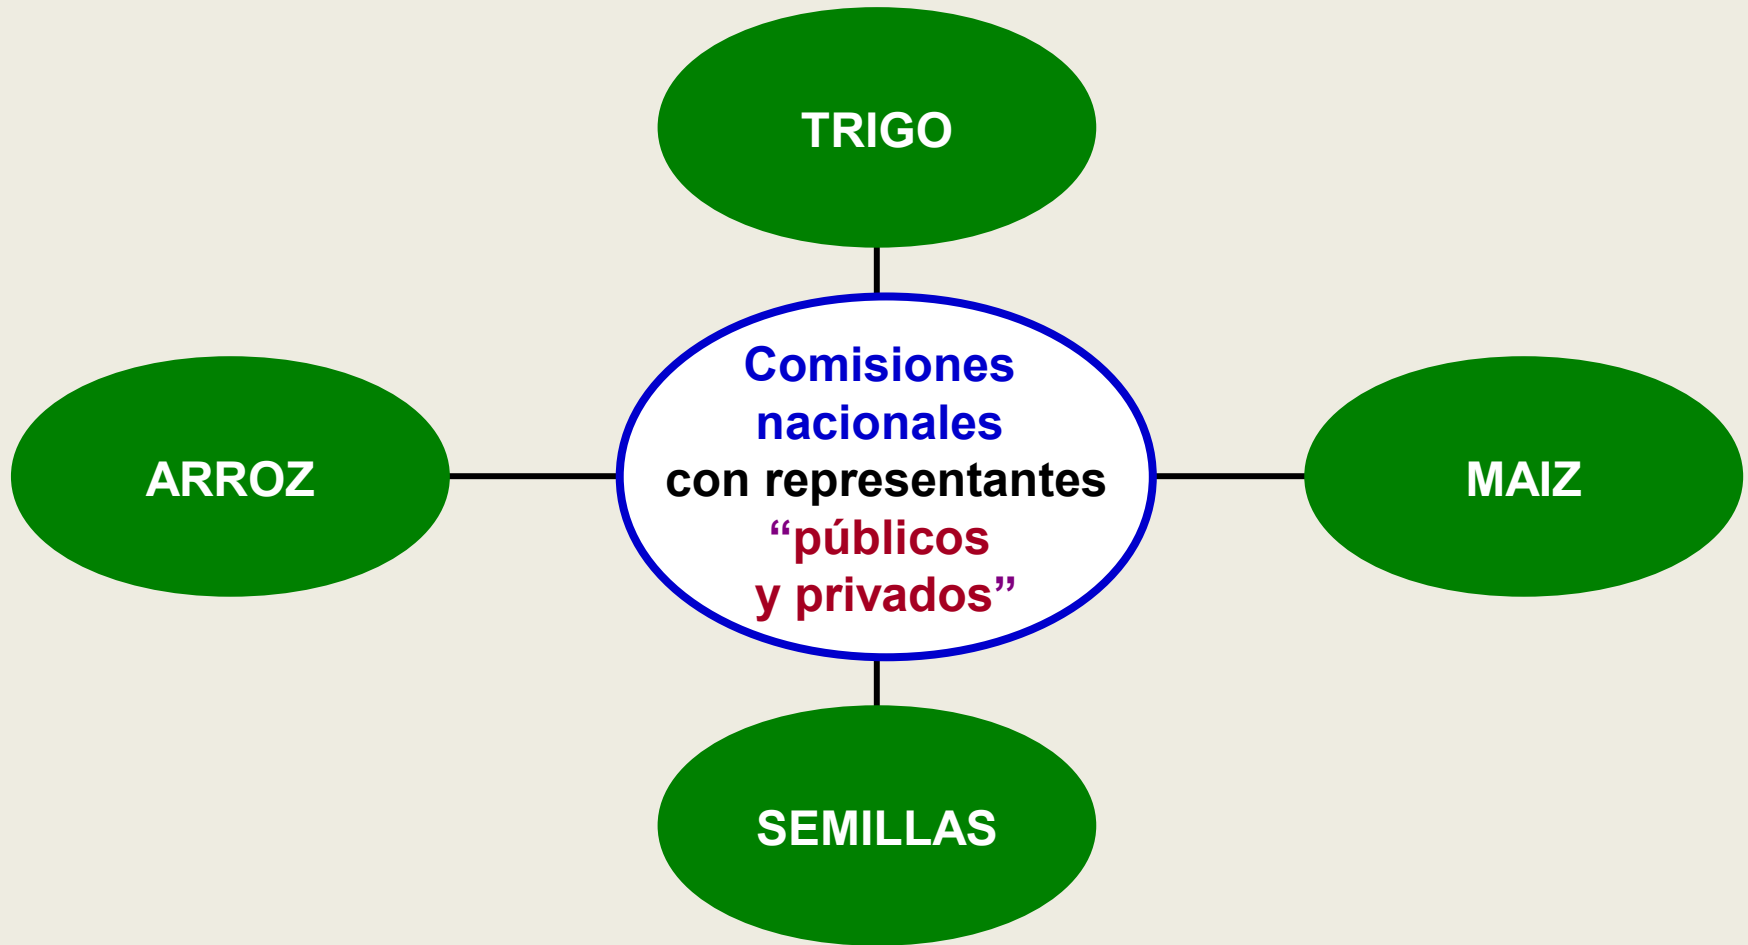 TRIGO
Comisiones
nacionales
con representantes
“públicos
y privados”
ARROZ
MAIZ
SEMILLAS